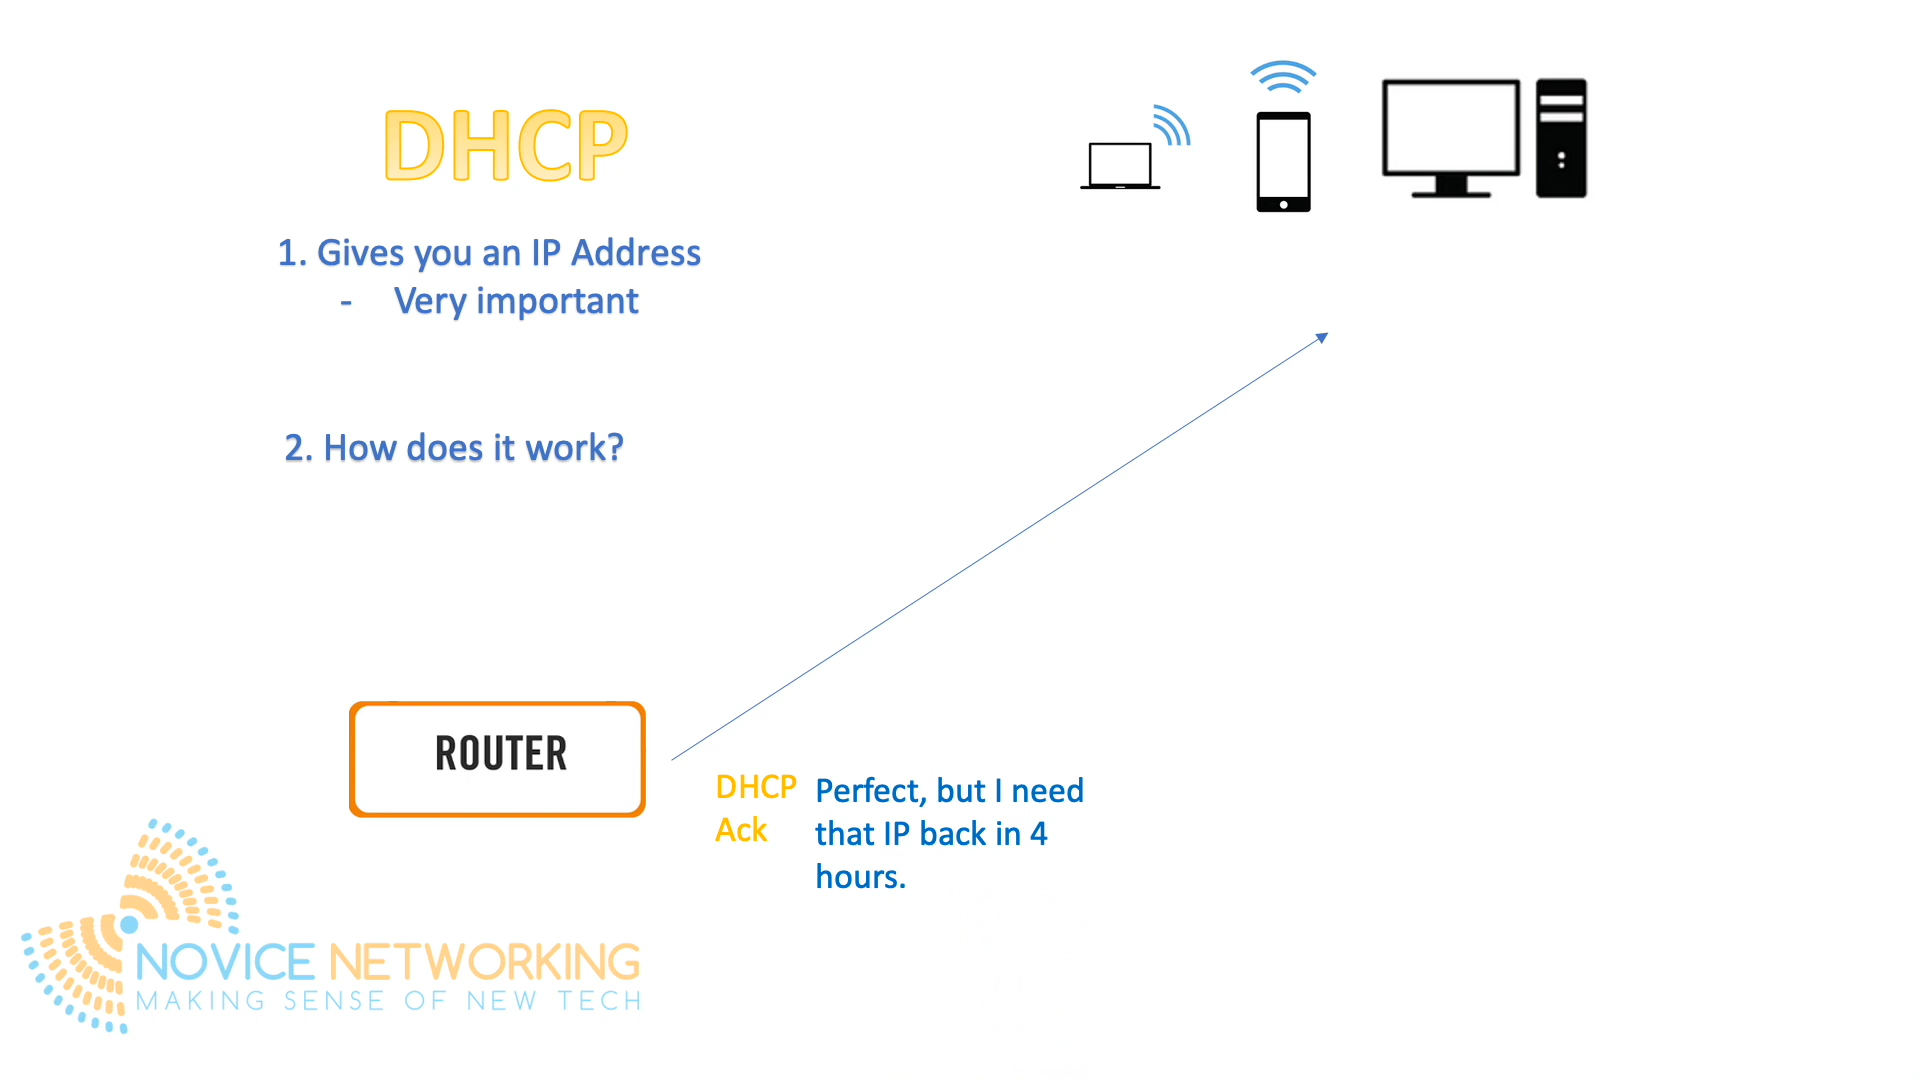 DHCP
1. Gives you an IP Address
- Very important
2. How does it work?
ROUTER
DHCP
Ack
Perfect, but I need
that IP back in 4
hours.
NOVICE NETWORKING
MAKING SENSE OF NEW TECH